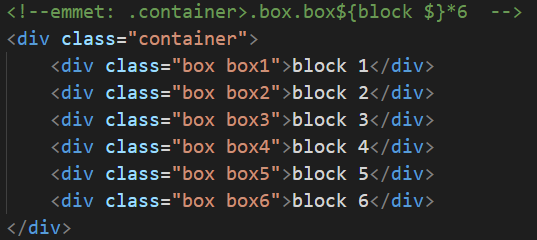 <!--emmet: .container>.box.box${block $}*6  -->
<div class="container">
    <div class="box box1">block 1</div>
    <div class="box box2">block 2</div>
    <div class="box box3">block 3</div>
    <div class="box box4">block 4</div>
    <div class="box box5">block 5</div>
    <div class="box box6">block 6</div>
</div>